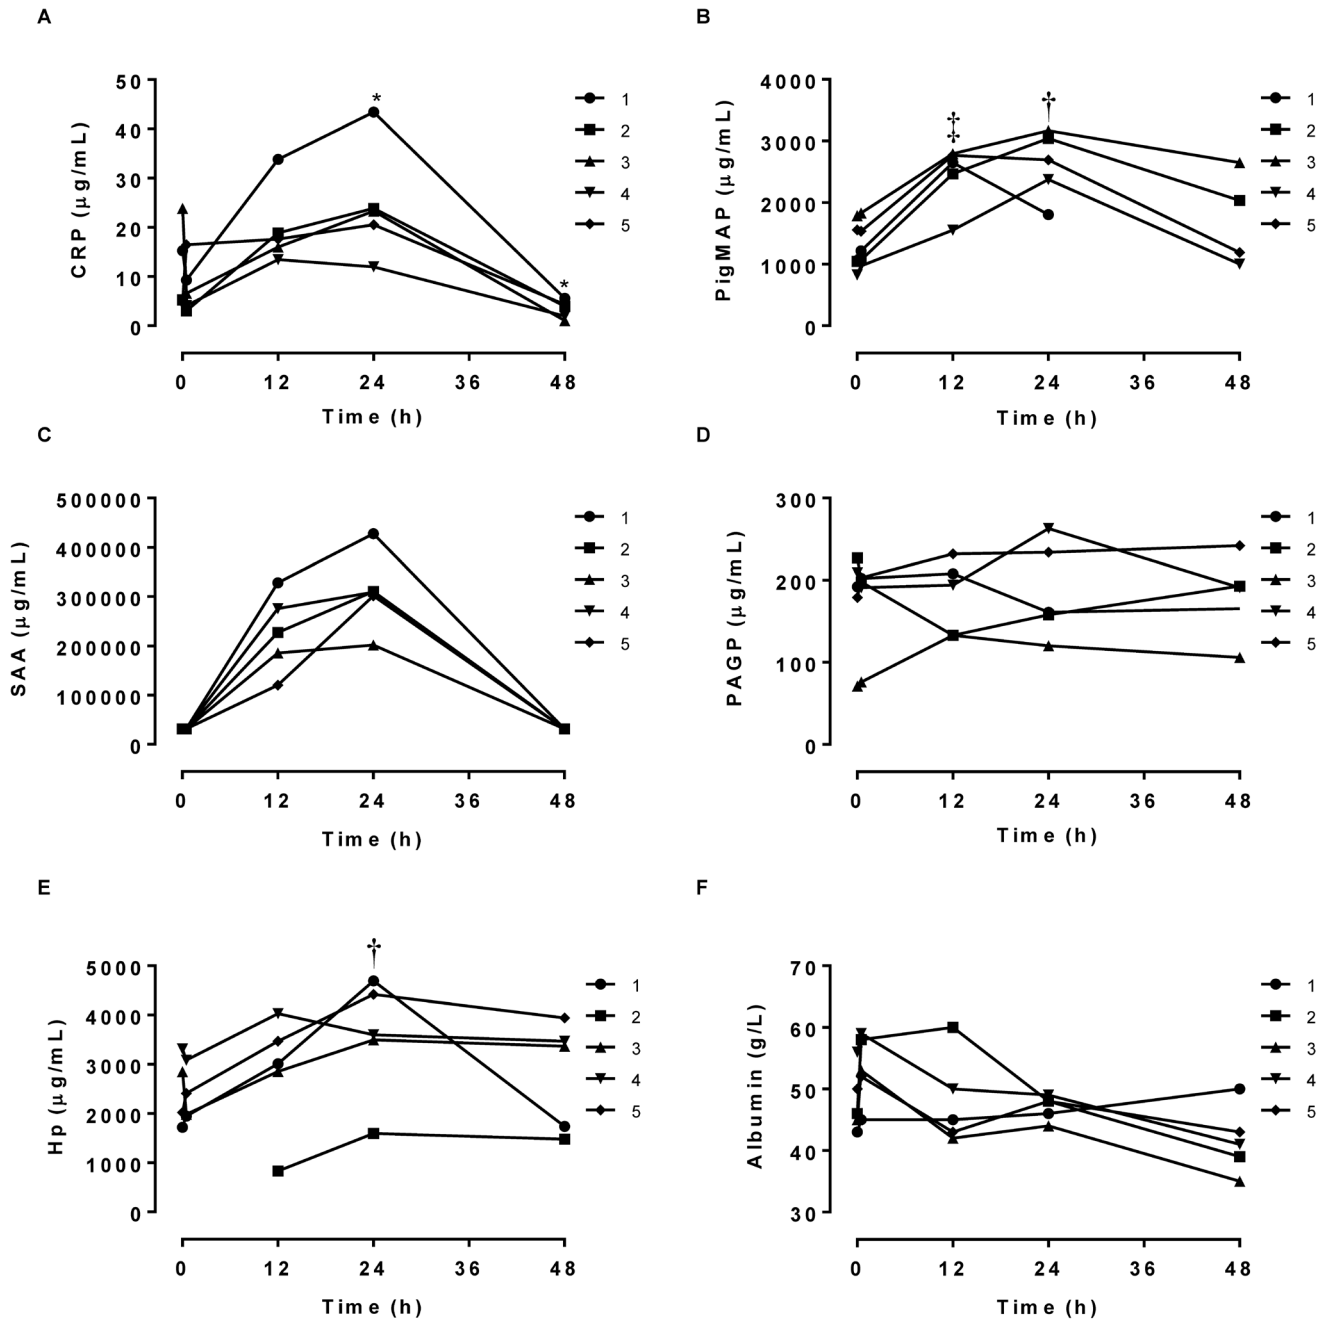 A
CRP (μg/mL)
50
40
30
20
10
0
*
*
1
2
3
4
5
0 12 24 36 48
Time (h)
B
PigMAP (μg/mL)
4000
3000
2000
1000
0
‡
†
1
2
3
4
5
0 12 24 36 48
Time (h)
C
SAA (μg/mL)
500000
400000
300000
200000
100000
0
1
2
3
4
5
0 12 24 36 48
Time (h)
D
PAGP (μg/mL)
300
200
100
0
1
2
3
4
5
0 12 24 36 48
Time (h)
E
Hp (μg/mL)
5000
4000
3000
2000
1000
0
†
1
2
3
4
5
0 12 24 36 48
Time (h)
F
Albumin (g/L)
70
60
50
40
30
1
2
3
4
5
0 12 24 36 48
Time (h)